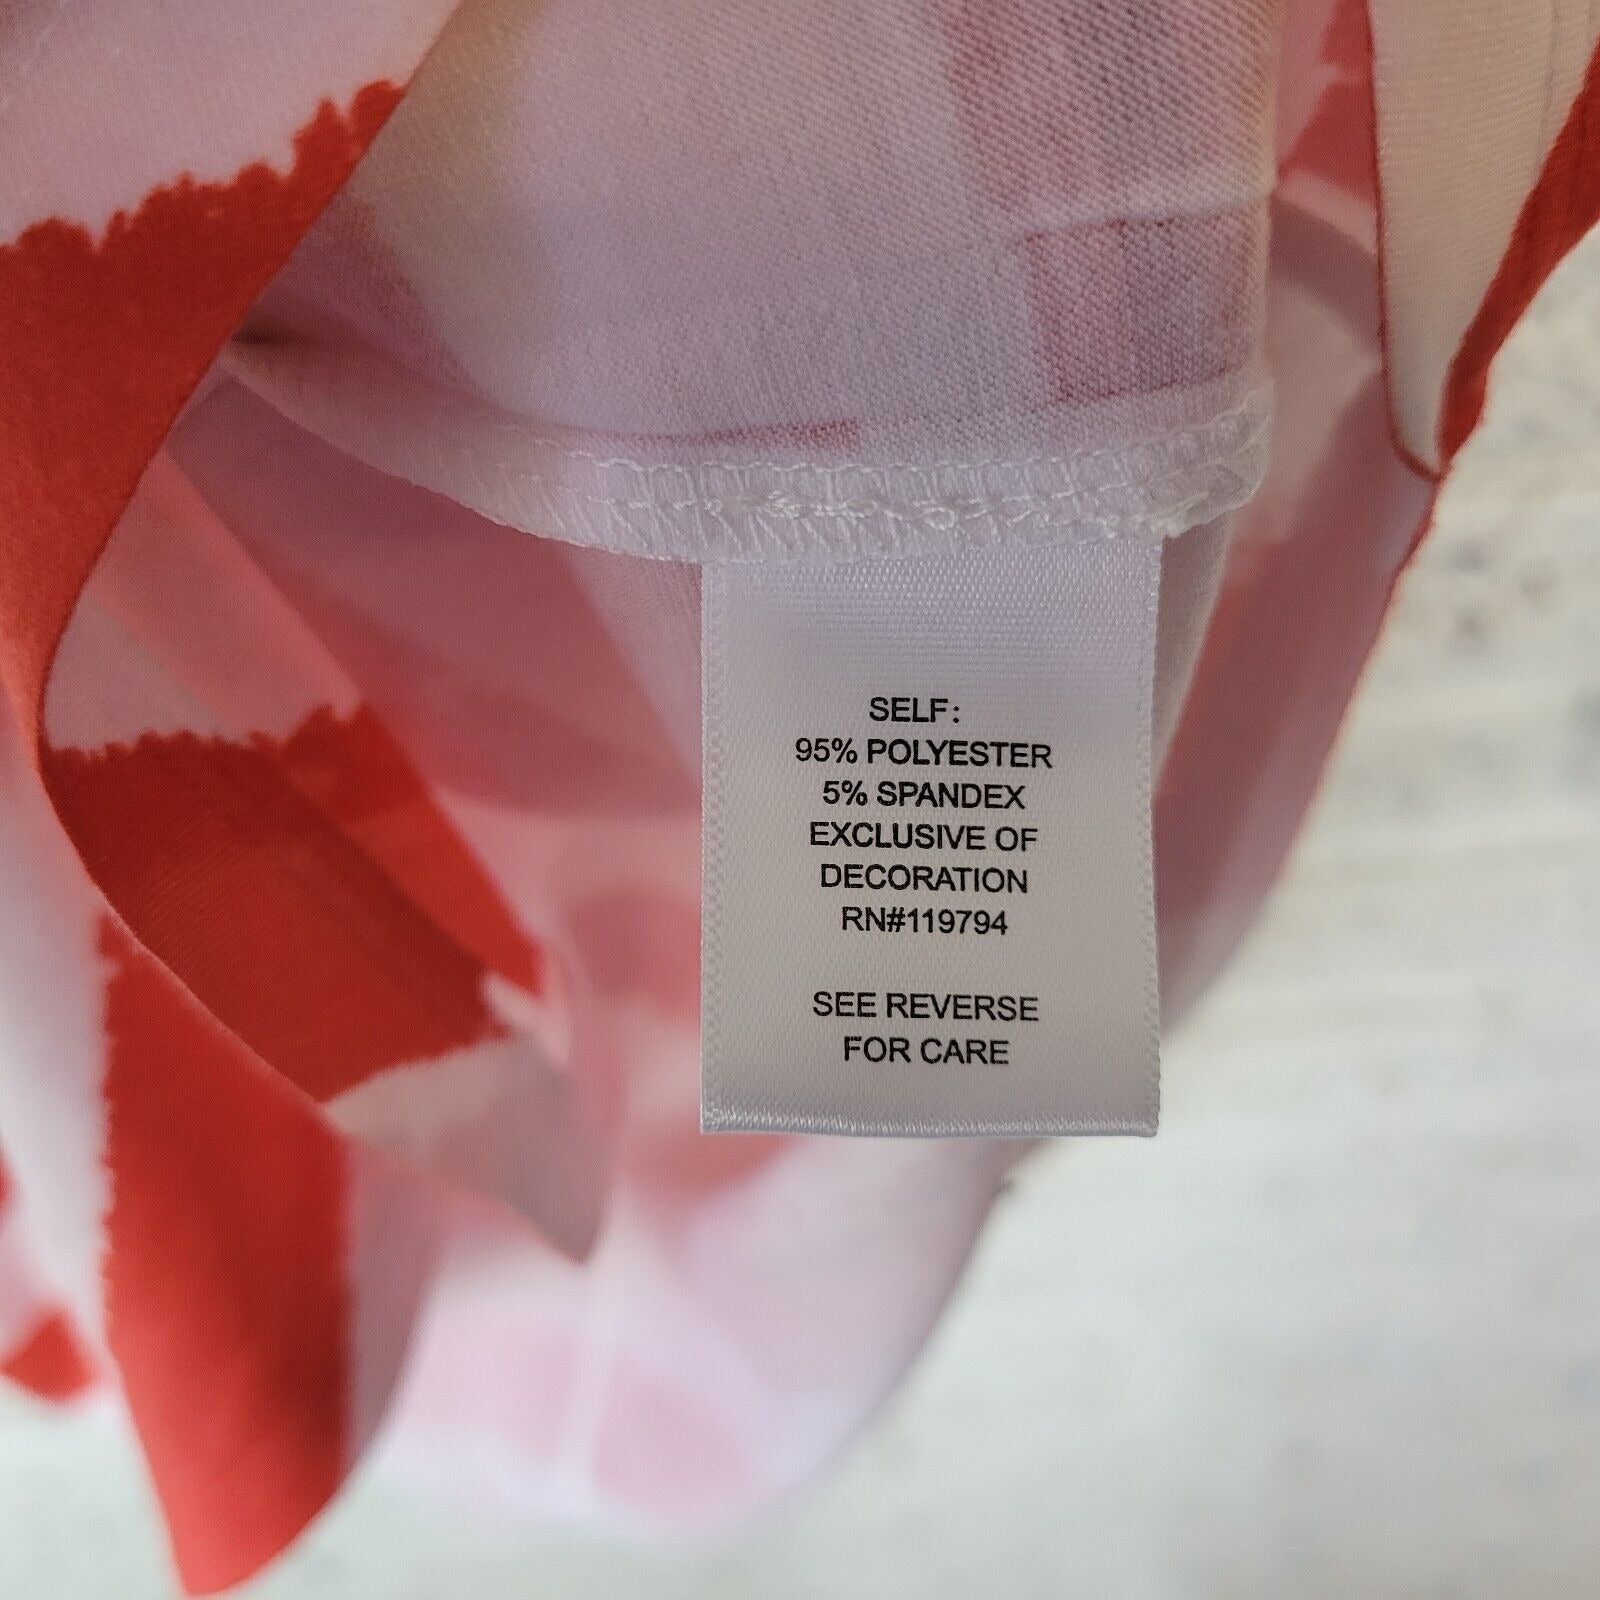 SELF:
95% POLYESTER
5% SPANDEX
EXCLUSIVE OF
DECORATION
RN#119794
SEE REVERSE
FOR CARE